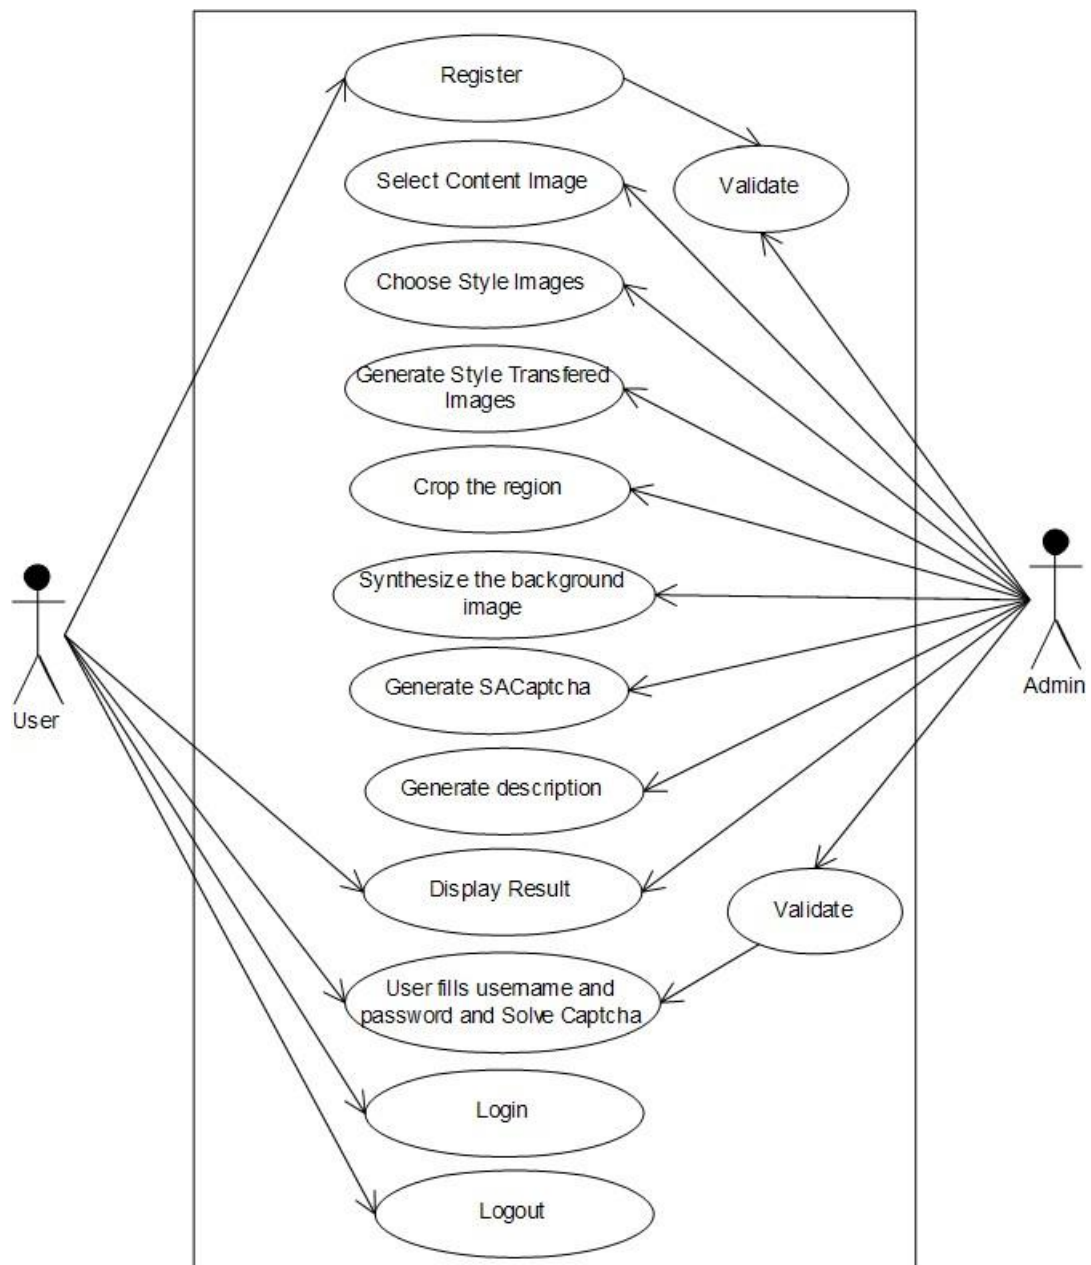 Register
Select Content Image
Validate
Choose Style Images
Generate Style Transfered
Images
Crop the region
Synthesize the background
image
Generate SACaptcha
Admin
User
Generate description
Display Result
Validate
User fills username and
password and Solve Captcha
Login
Logout